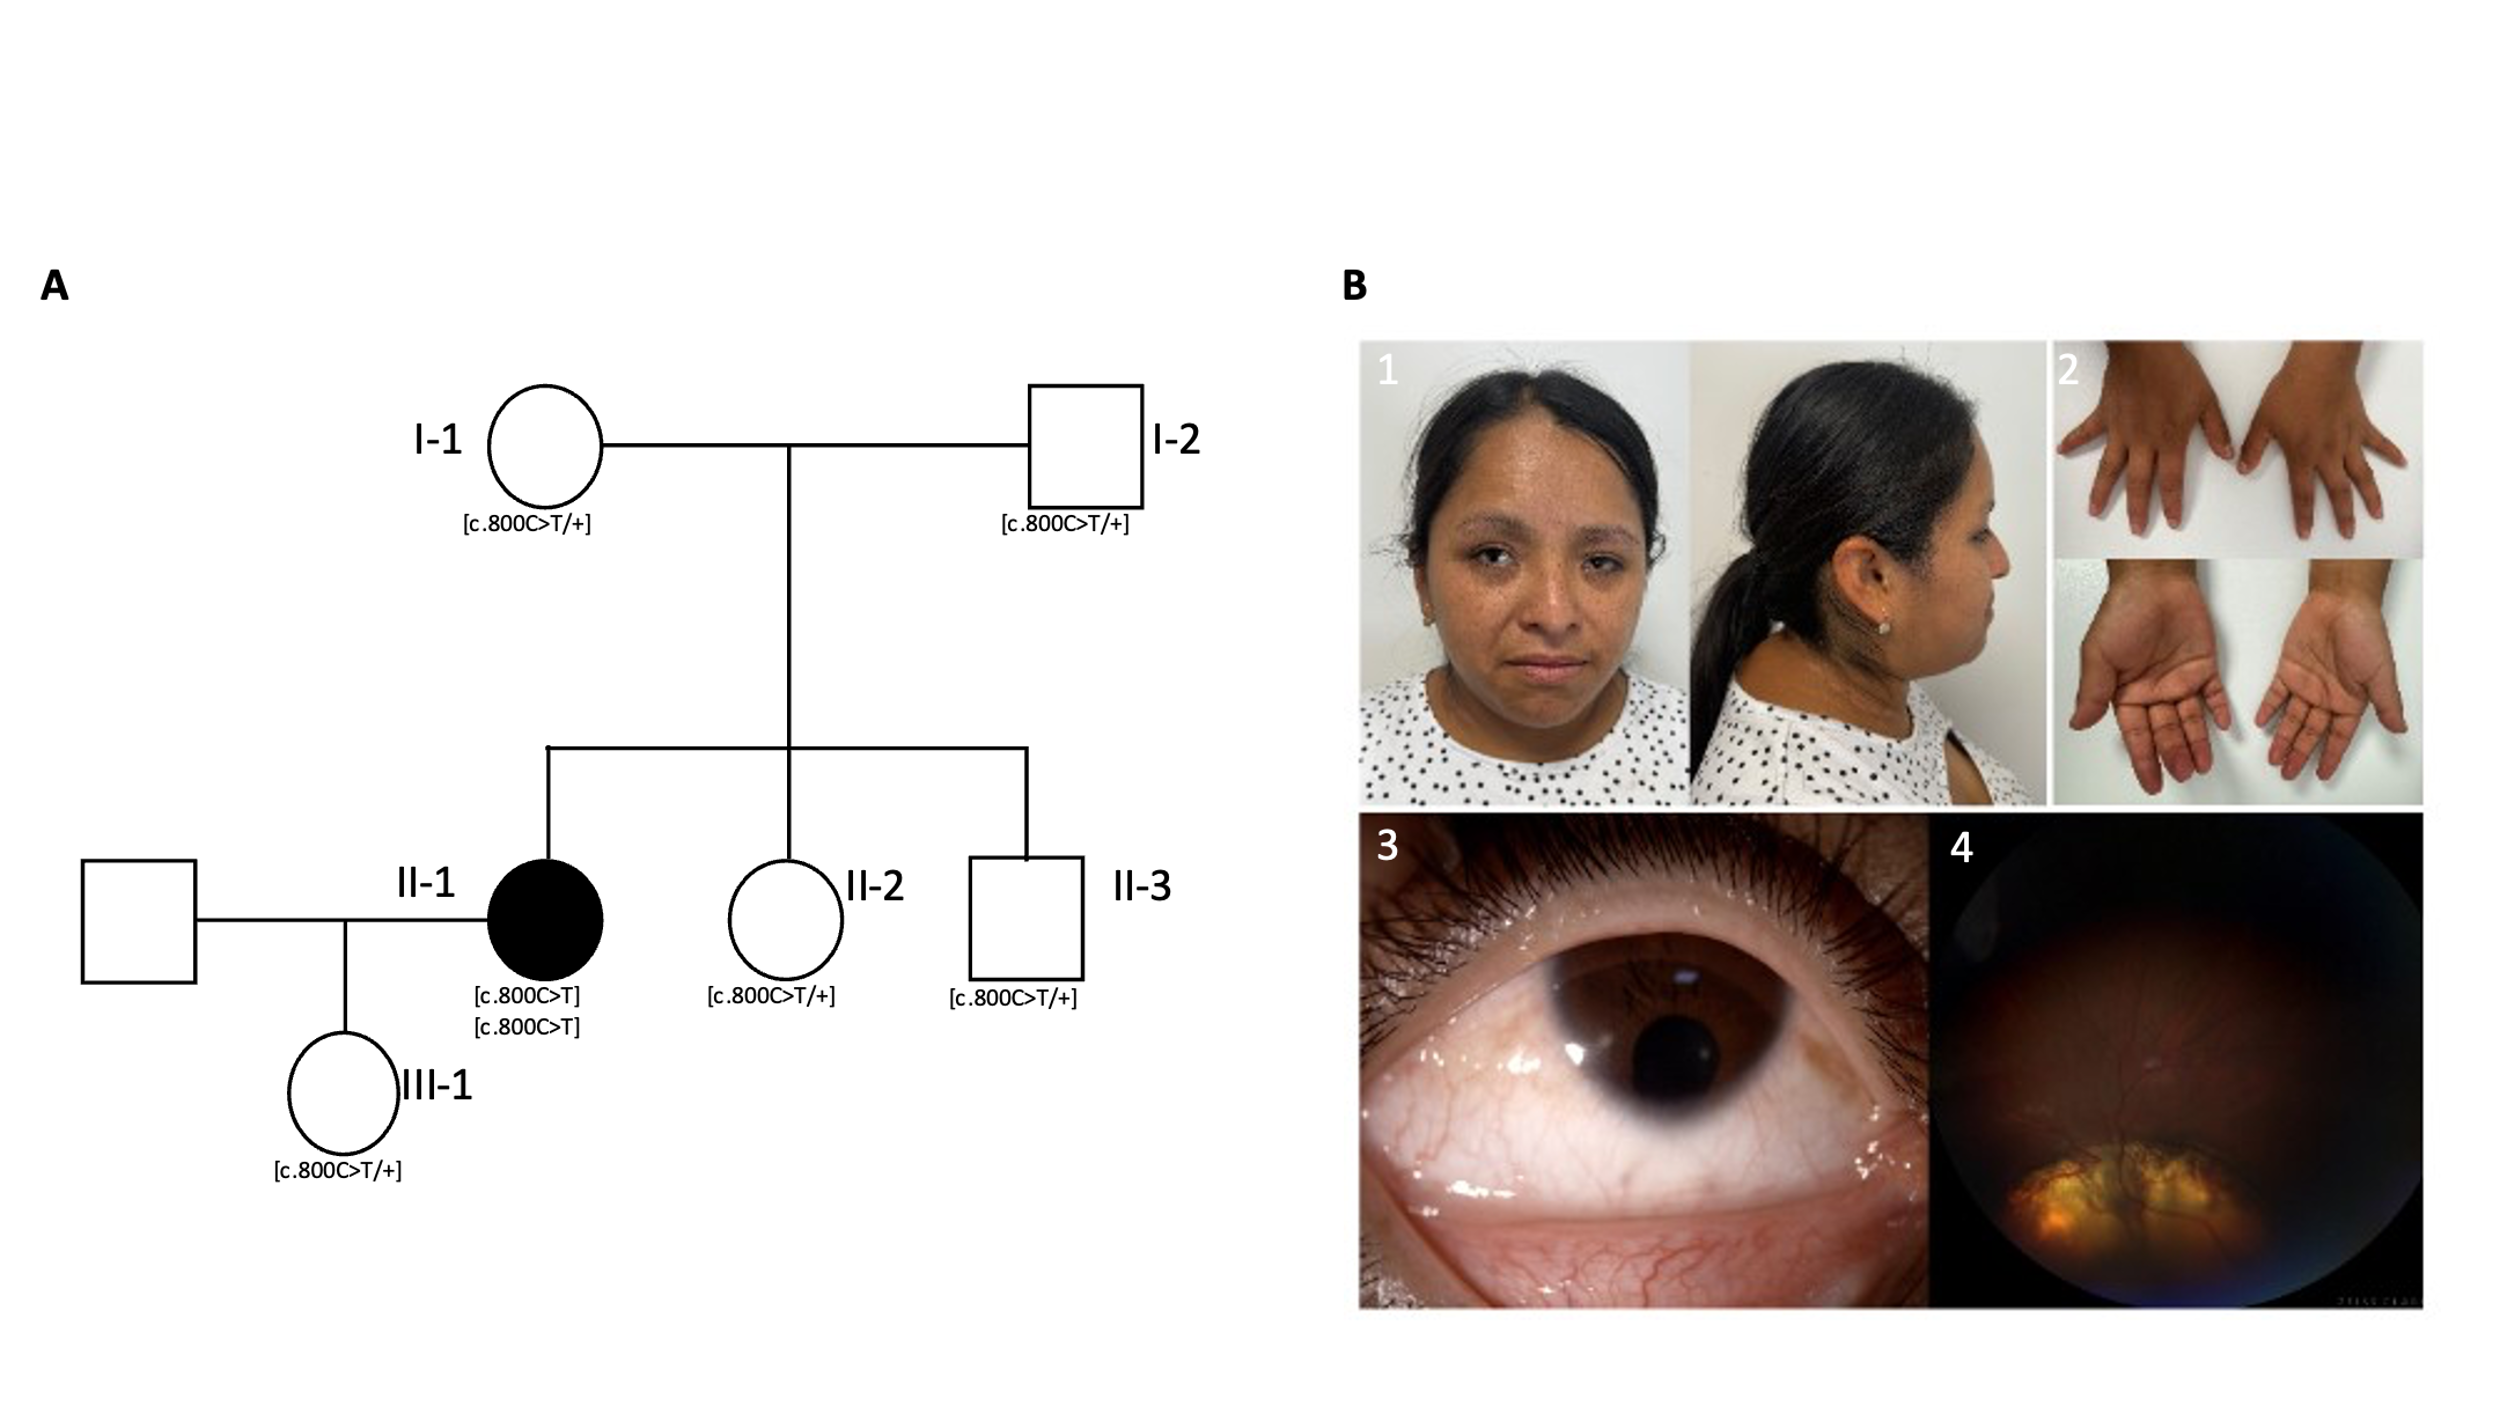 A
B
I-1
I-2
[c.800C>T/+]
[c.800C>T/+]
II-1
II-2
II-3
[c.800C>T]
[c.800C>T]
[c.800C>T/+]
[c.800C>T/+]
III-1
[c.800C>T/+]
1
2
3
4